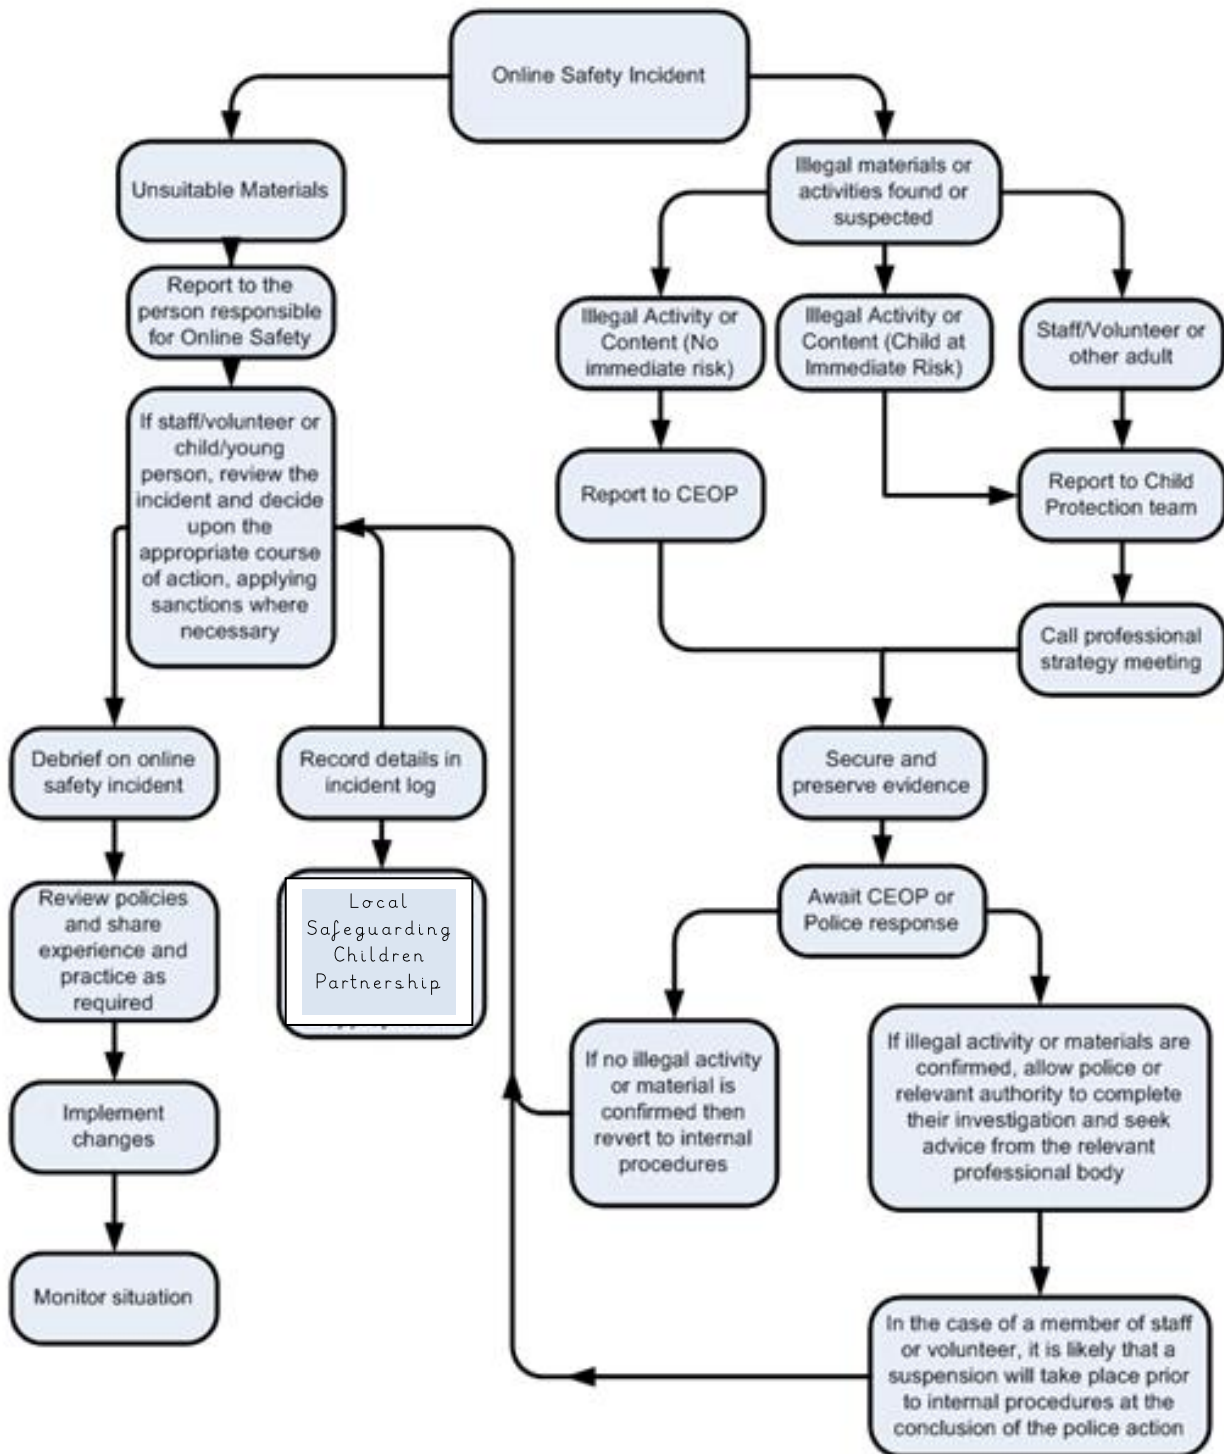 Online Safety Incident
Unsuitable Materials
Illegal materials or
activities found or
suspected
Report to the
person responsible
for Online Safety
Illegal Activity or
Content (No
immediate risk)
Illegal Activity or
Content (Child at
Immediate Risk)
Staff/Volunteer or
other adult
If staff/volunteer or
child/young
person, review the
incident and decide
upon the
appropriate course
of action, applying
sanctions where
necessary
Report to CEOP
Report to Child
Protection team
Call professional
strategy meeting
Debrief on online
safety incident
Record details in
incident log
Secure and
preserve evidence
Review policies
and share
experience and
practice as
required
Local
Safeguarding
Children
Partnership
Await CEOP or
Police response
If no illegal activity
or material is
confirmed then
revert to internal
procedures
If illegal activity or materials are
confirmed, allow police or
relevant authority to complete
their investigation and seek
advice from the relevant
professional body
Implement
changes
Monitor situation
In the case of a member of staff
or volunteer, it is likely that a
suspension will take place prior
to internal procedures at the
conclusion of the police action